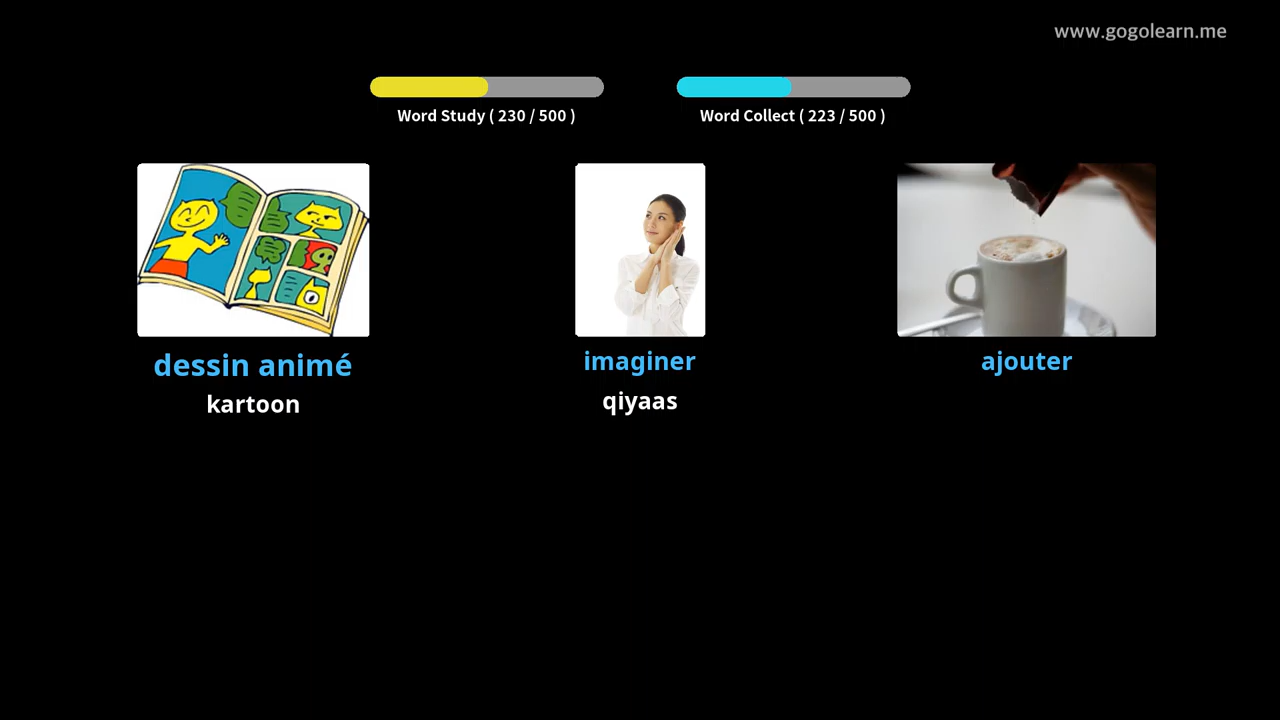 www.gogolearn.me
Word Study ( 230 / 500 )
Word Collect ( 223 / 500 )
dessin animé
kartoon
imaginer
qiyaas
ajouter